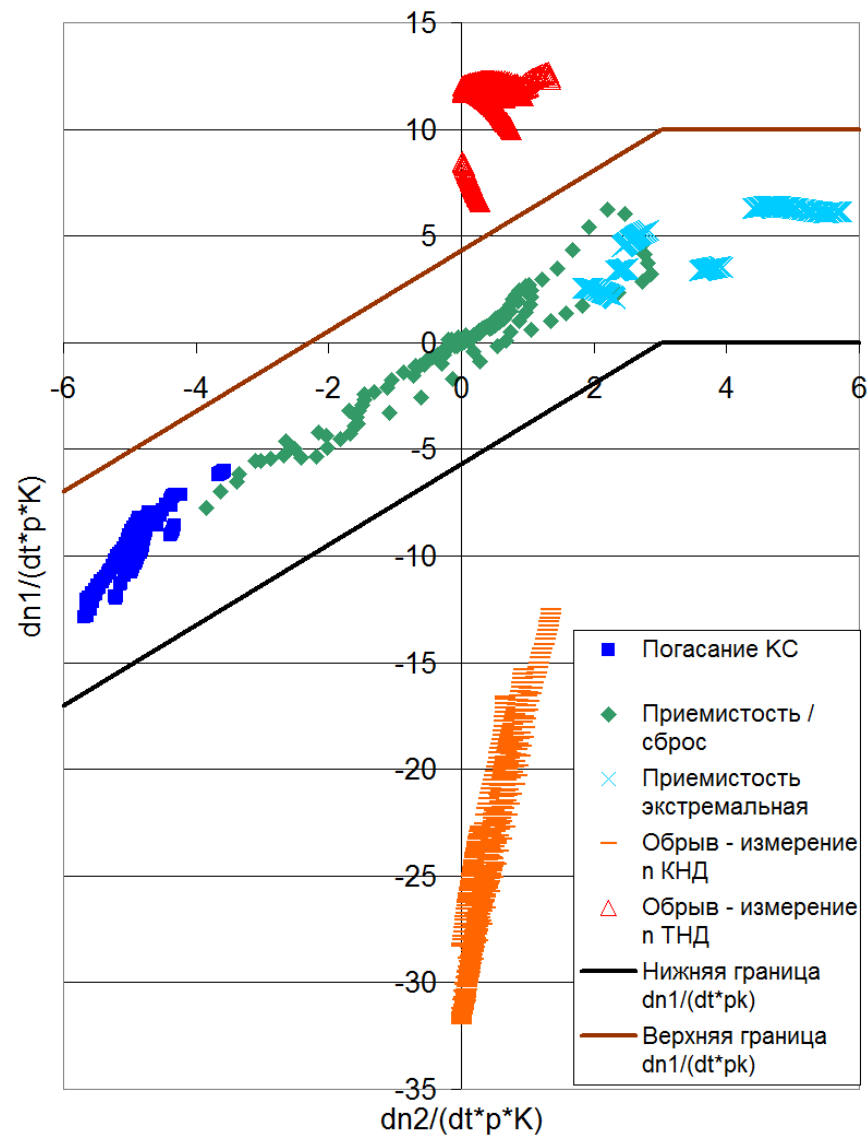 15
10
5
0
-6
-4
-2
0
2
4
6
-5
-10
-15
-20
-25
-30
-35
dn1/(dt*p*K)
dn2/(dt*p*K)
Погасание КС
Приемистость /
сброс
Приемистость
экстремальная
Обрыв - измерение
n КНД
Обрыв - измерение
n ТНД
Нижняя граница
dn1/(dt*pk)
Верхняя граница
dn1/(dt*pk)